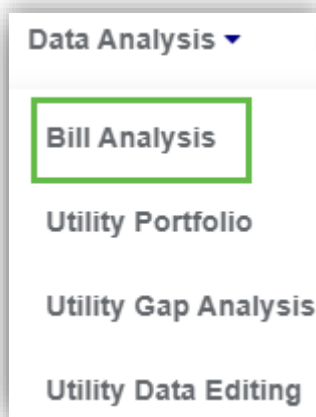 Data Analysis
Bill Analysis
Utility Portfolio
Utility Gap Analysis
Utility Data Editing